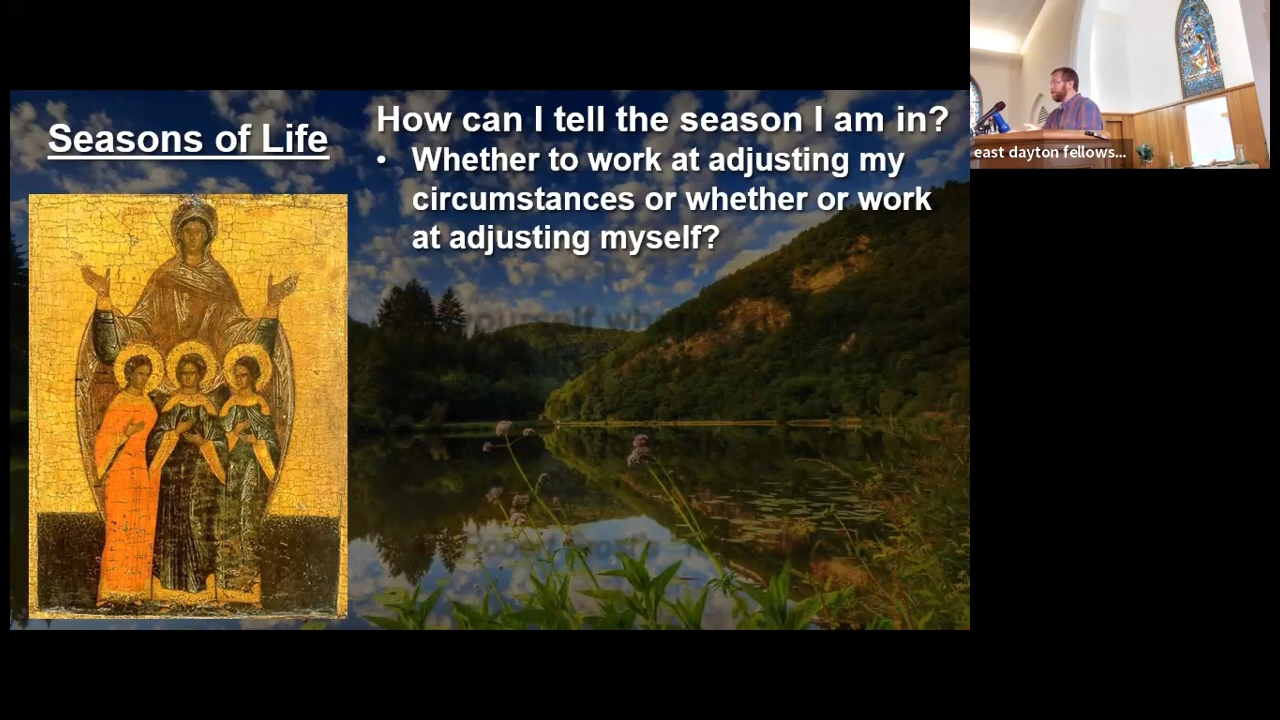 Seasons of Life
How can I tell the season I am in?
• Whether to work at adjusting my
circumstances or whether or work
at adjusting myself?
east dayton fellows...